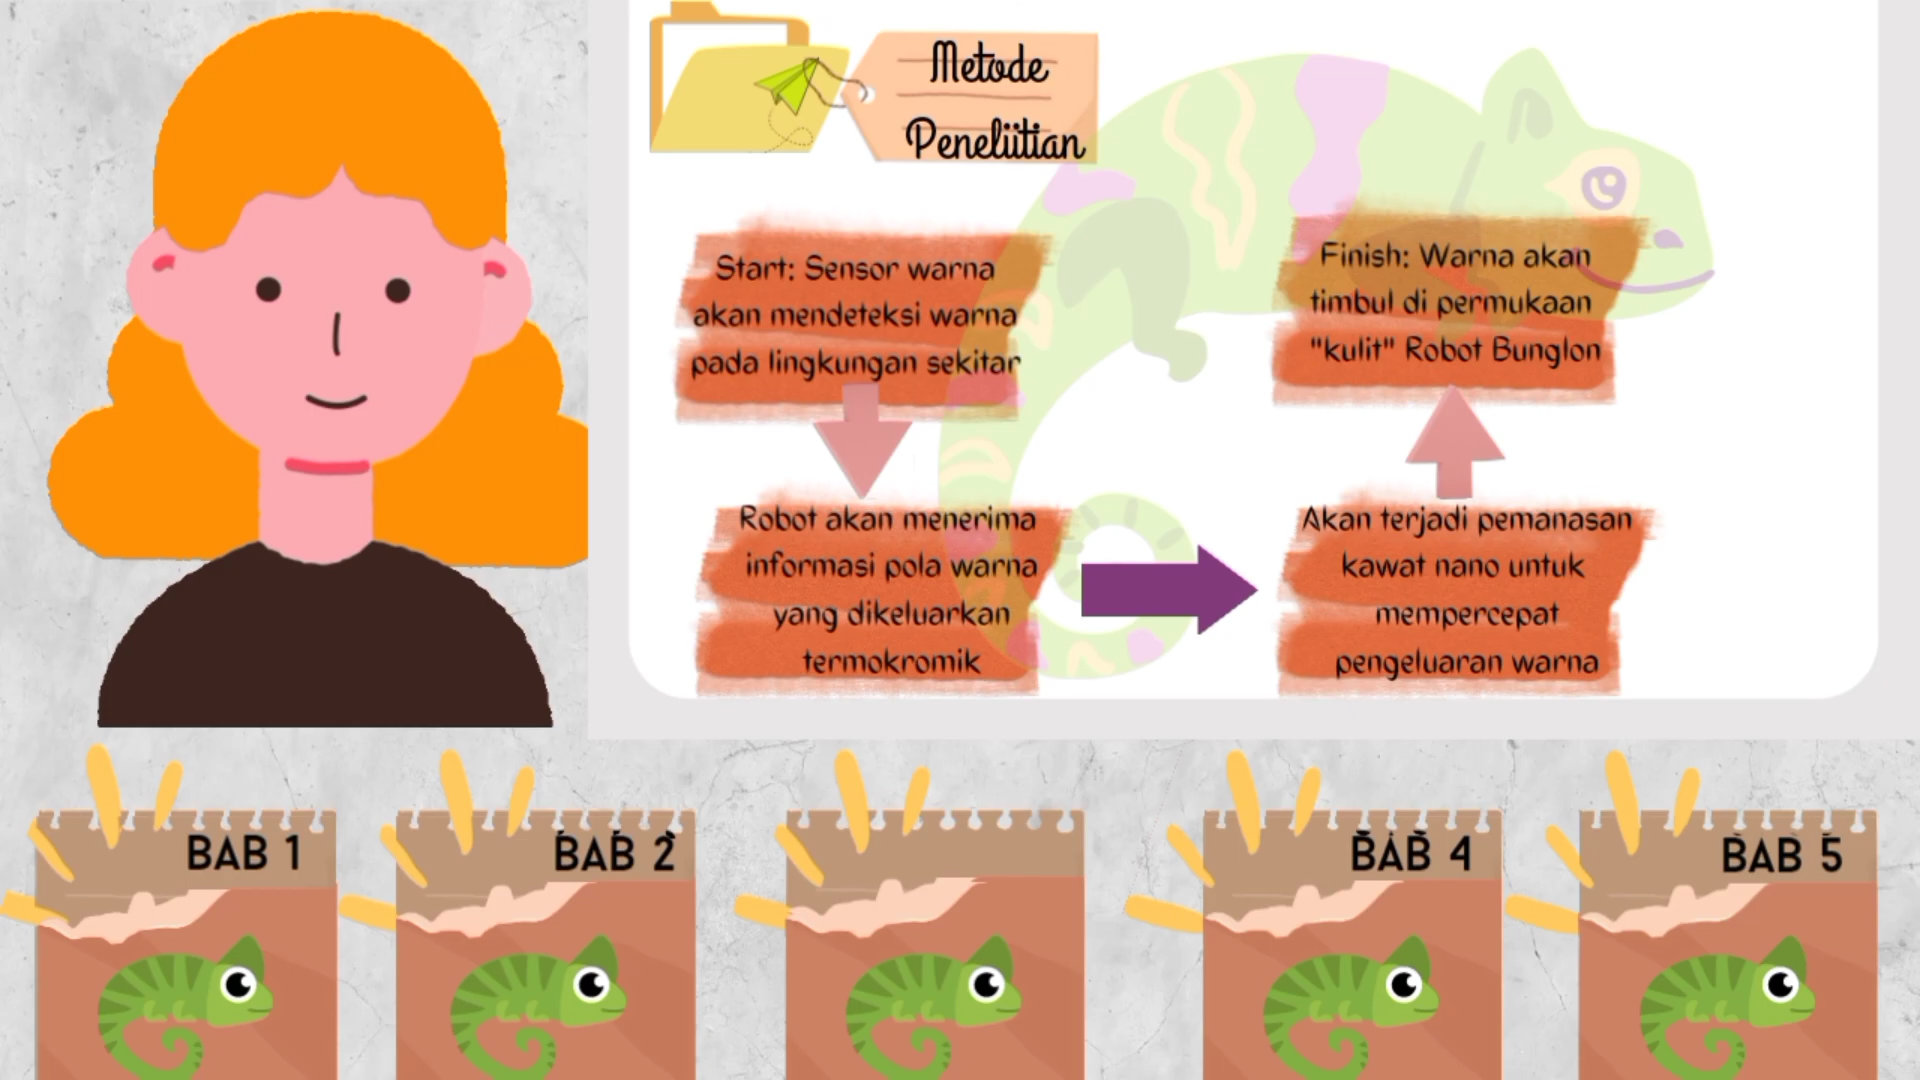 Metode
Peneliitian
Start: Sensor warna
akan mendeteksi warna
pada lingkungan sekitar
Robot akan menerima
informasi pola warna
yang dikeluarkan
termokromik
Akan terjadi pemanasan
kawat nano untuk
mempercepat
pengeluaran warna
Finish: Warna akan
timbul di permukaan
"kulit" Robot Bunglon
BAB 1
BAB 2
BAB 4
BAB 5